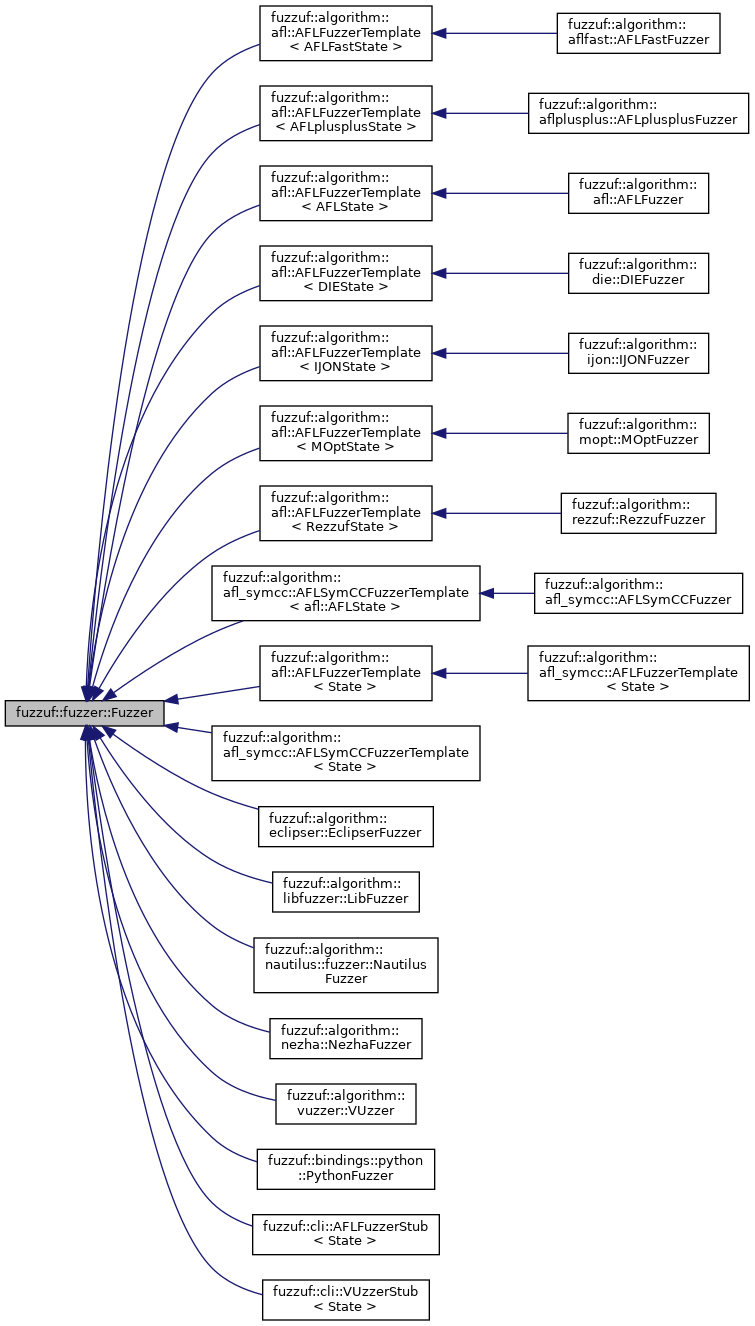 fuzzuf::algorithm::
afl::AFLFuzzerTemplate
< AFLFastState >
fuzzuf::algorithm::
aflfast::AFLFastFuzzer
fuzzuf::algorithm::
afl::AFLFuzzerTemplate
< AFLplusplusState >
fuzzuf::algorithm::
aflplusplus::AFLplusplusFuzzer
fuzzuf::algorithm::
afl::AFLFuzzerTemplate
< AFLState >
fuzzuf::algorithm::
afl::AFLFuzzer
fuzzuf::algorithm::
afl::AFLFuzzerTemplate
< DIEState >
fuzzuf::algorithm::
die::DIEFuzzer
fuzzuf::algorithm::
afl::AFLFuzzerTemplate
< IJONState >
fuzzuf::algorithm::
ijon::IJONFuzzer
fuzzuf::algorithm::
afl::AFLFuzzerTemplate
< MOptState >
fuzzuf::algorithm::
mopt::MOptFuzzer
fuzzuf::algorithm::
afl::AFLFuzzerTemplate
< RezzufState >
fuzzuf::algorithm::
rezzuf::RezzufFuzzer
fuzzuf::algorithm::
afl_symcc::AFLSymCCFuzzerTemplate
< afl::AFLState >
fuzzuf::algorithm::
afl_symcc::AFLSymCCFuzzer
fuzzuf::algorithm::
afl::AFLFuzzerTemplate
< State >
fuzzuf::algorithm::
afl_symcc::AFLFuzzerTemplate
< State >
fuzzuf::fuzzer::Fuzzer
fuzzuf::algorithm::
afl_symcc::AFLSymCCFuzzerTemplate
< State >
fuzzuf::algorithm::
eclipser::EclipserFuzzer
fuzzuf::algorithm::
libfuzzer::LibFuzzer
fuzzuf::algorithm::
nautilus::fuzzer::Nautilus
Fuzzer
fuzzuf::algorithm::
nezha::NezhaFuzzer
fuzzuf::algorithm::
vuzzer::VUzzer
fuzzuf::bindings::python
::PythonFuzzer
fuzzuf::cli::AFLFuzzerStub
< State >
fuzzuf::cli::VUzzerStub
< State >